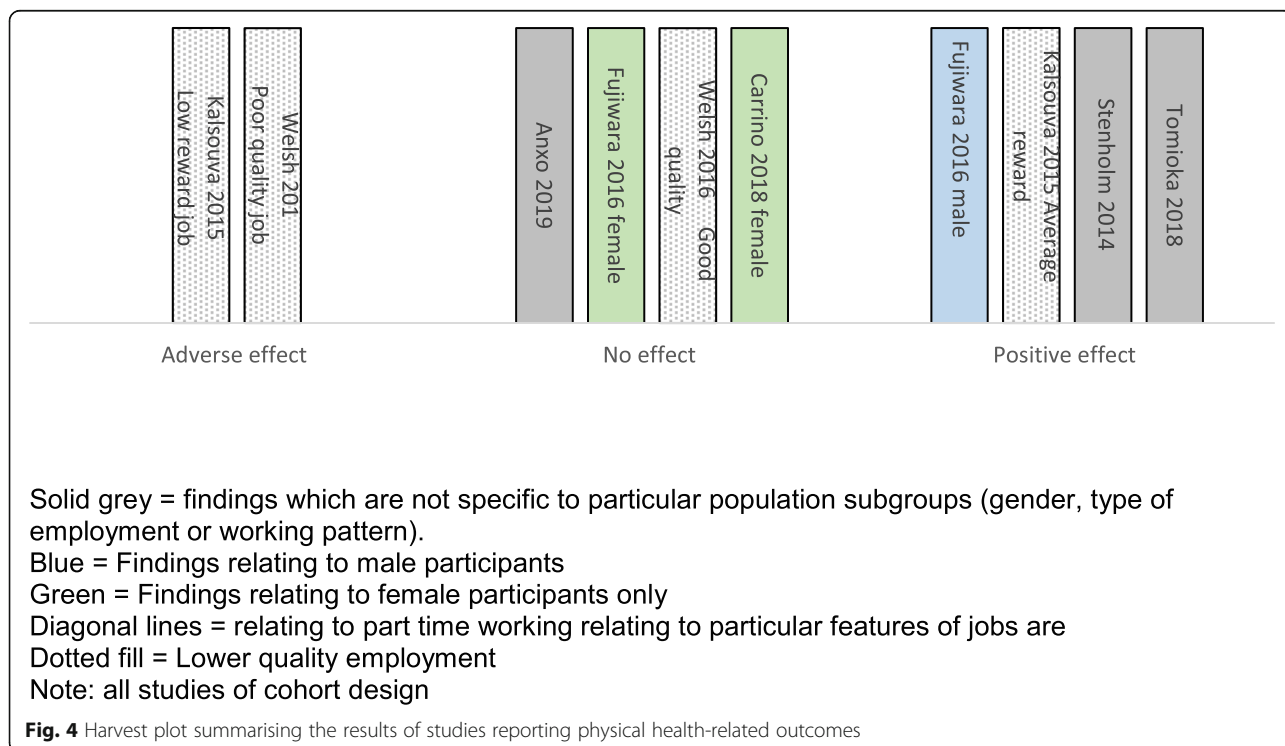 Kalsouva 2015
Low reward job
Welsh 201
Poor quality job
Anxo 2019
Fujiwara 2016 female
Welsh 2016 Good
quality
Carrino 2018 female
Fujiwara 2016 male
Kalsouva 2015 Average
reward
Stenholm 2014
Tomioka 2018
Adverse effect
No effect
Positive effect
Solid grey = findings which are not specific to particular population subgroups (gender, type of
employment or working pattern).
Blue = Findings relating to male participants
Green = Findings relating to female participants only
Diagonal lines = relating to part time working relating to particular features of jobs are
Dotted fill = Lower quality employment
Note: all studies of cohort design
Fig. 4 Harvest plot summarising the results of studies reporting physical health-related outcomes